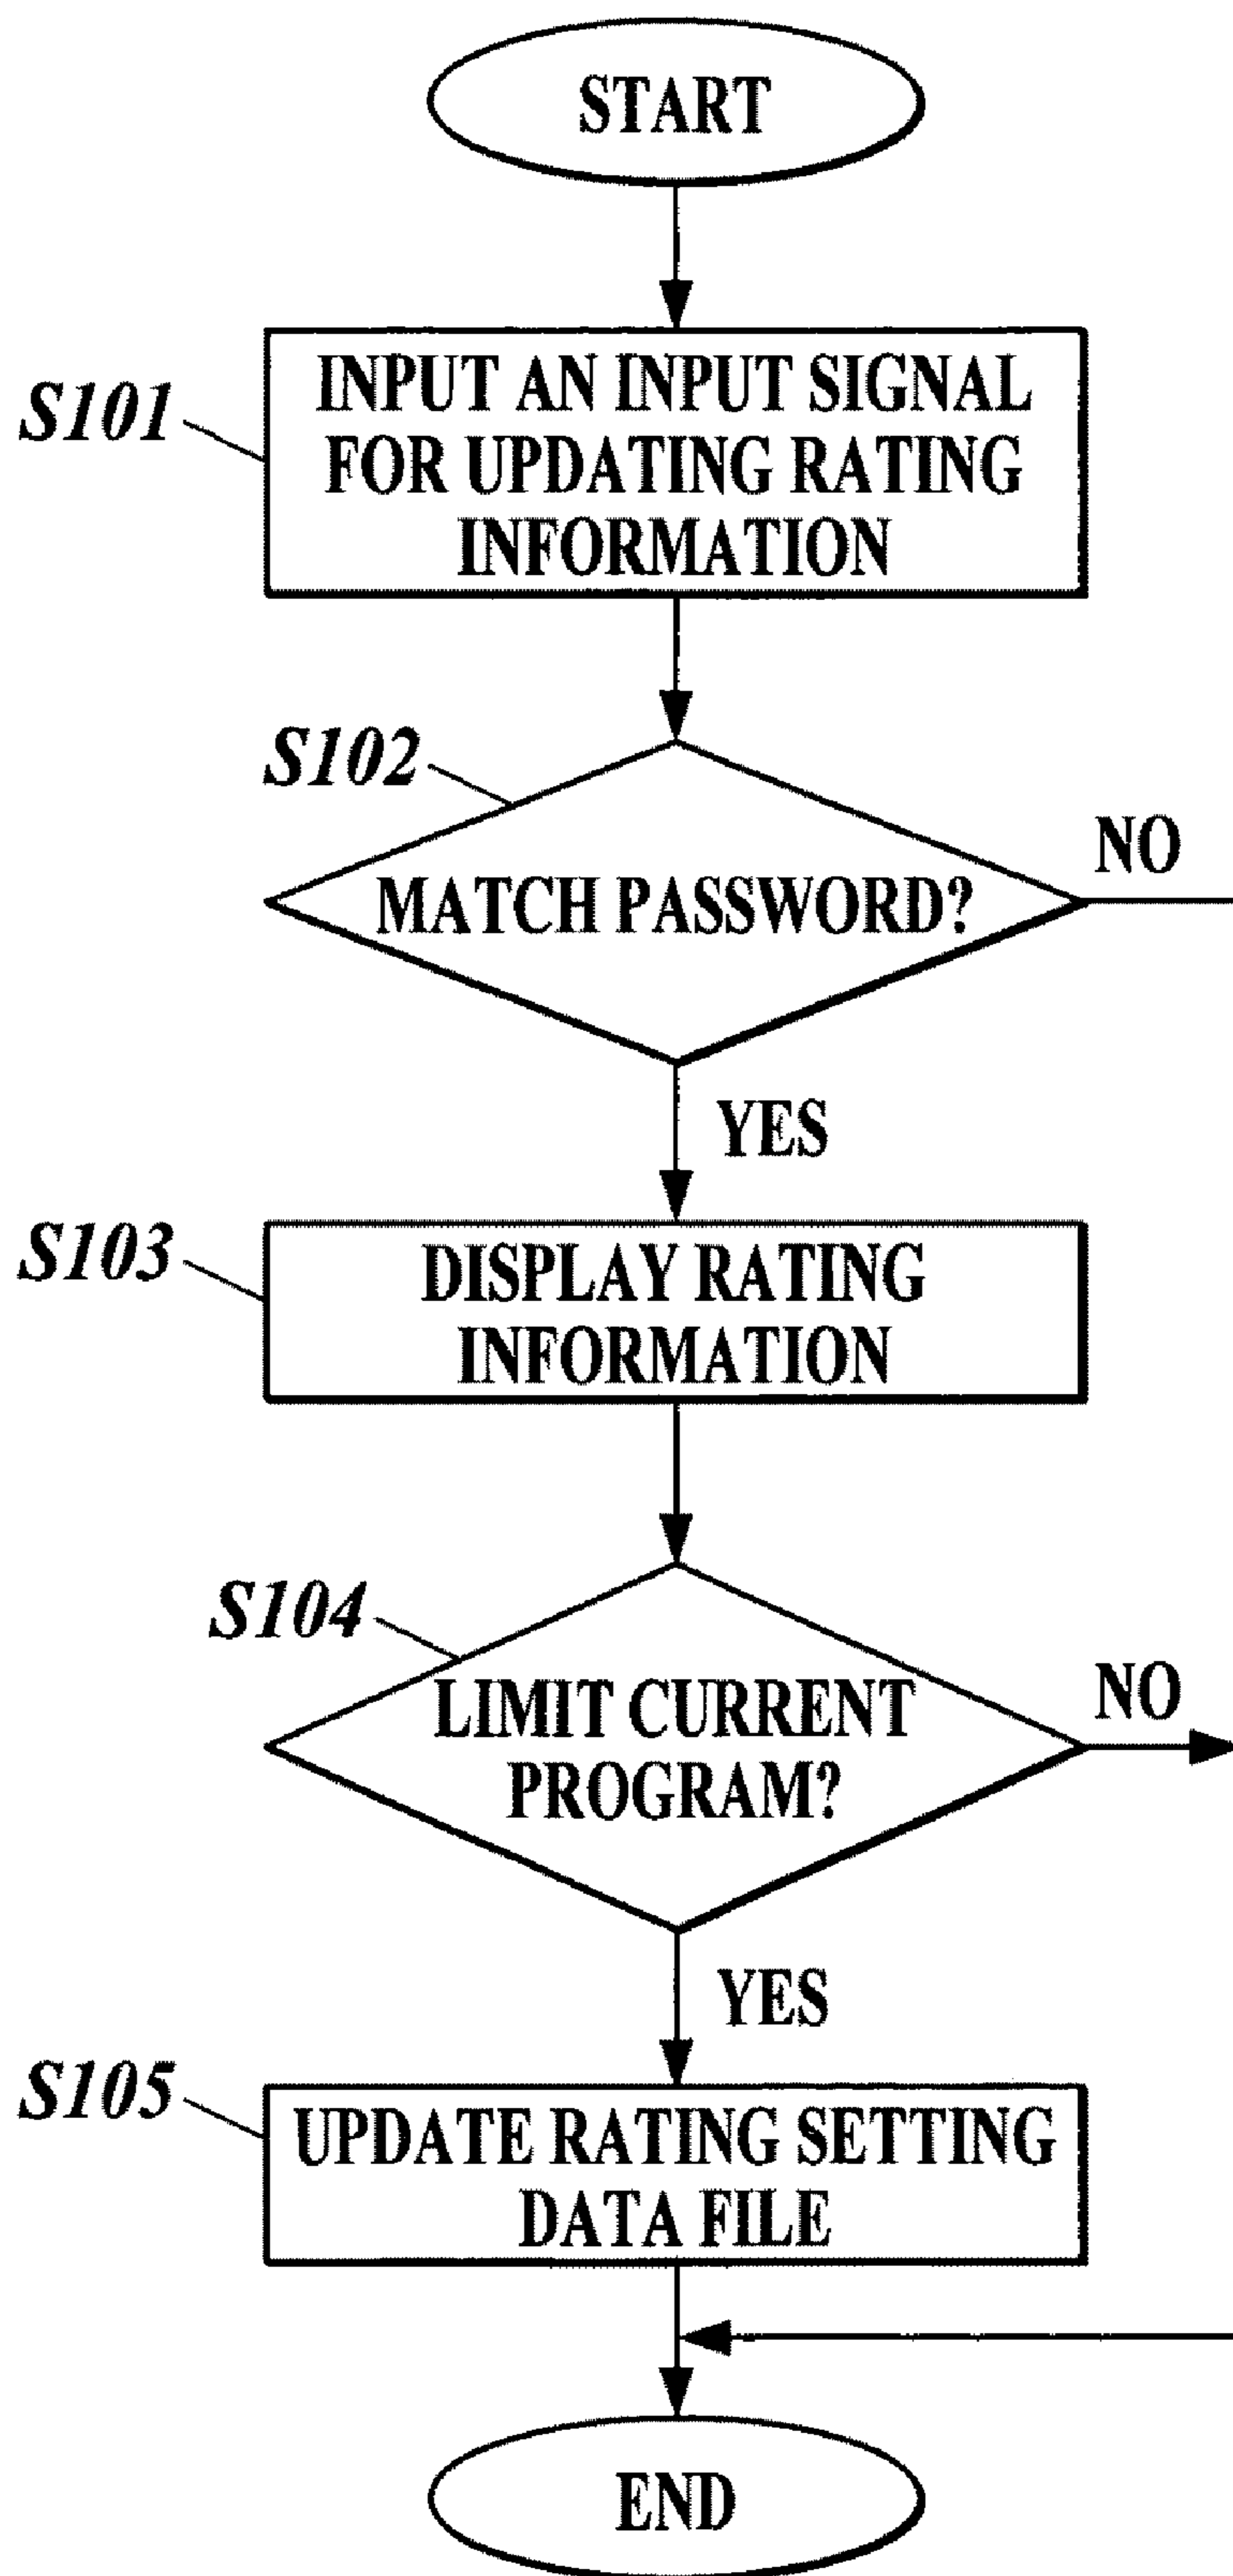 START
S101
INPUT AN INPUT SIGNAL
FOR UPDATING RATING
INFORMATION
S102
MATCH PASSWORD?
NO
YES
S103
DISPLAY RATING
INFORMATION
S104
LIMIT CURRENT
PROGRAM?
NO
YES
S105
UPDATE RATING SETTING
DATA FILE
END